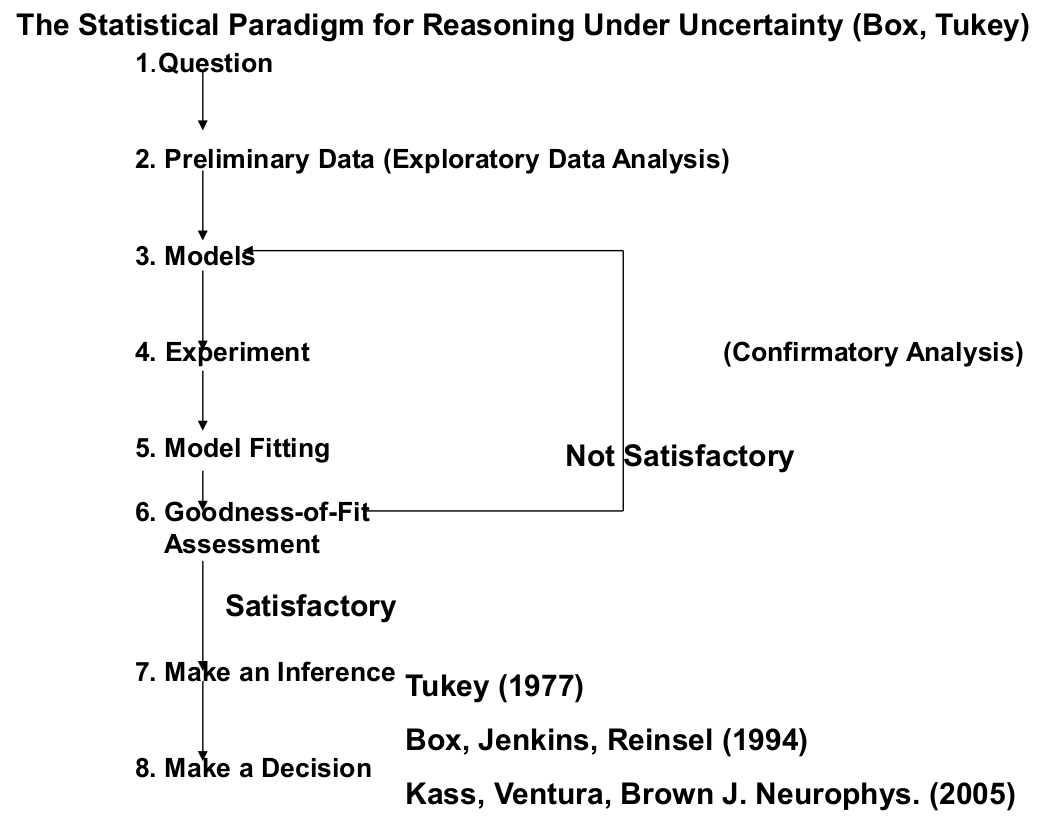 The Statistical Paradigm for Reasoning Under Uncertainty (Box, Tukey)
1.Question
2. Preliminary Data (Exploratory Data Analysis)
3. Models
4. Experiment (Confirmatory Analysis)
5. Model Fitting
Not Satisfactory
6. Goodness-of-Fit
Assessment
Satisfactory
7. Make an Inference
Tukey (1977)
Box, Jenkins, Reinsel (1994)
8. Make a Decision
Kass, Ventura, Brown J. Neurophys. (2005)